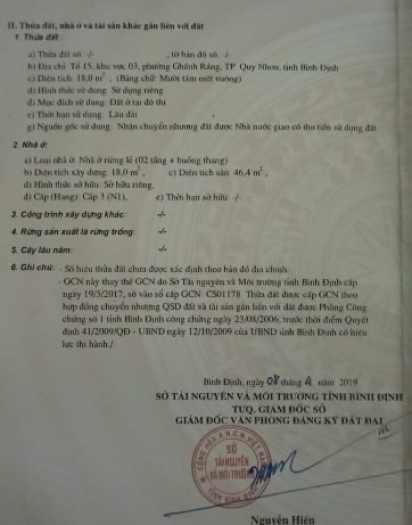 II. Thửa đất, nhà ở và tài sản khác gắn liền với đất
1. Thửa đất:
a) Thửa đất số: -/- , tờ bản đồ số: -/-
b) Địa chỉ: Tổ 15, khu vực 03, phường Ghềnh Ráng, TP. Quy Nhơn, tỉnh Bình Định
c) Diện tích: 18,0 m², (Bằng chữ: Mười tám mét vuông)
d) Hình thức sử dụng: Sử dụng riêng
đ) Mục đích sử dụng: Đất ở tại đô thị
e) Thời hạn sử dụng: Lâu dài
g) Nguồn gốc sử dụng: Nhận chuyển nhượng đất được Nhà nước giao có thu tiền sử dụng đất
2. Nhà ở:
a) Loại nhà ở: Nhà ở riêng lẻ (02 tầng + buồng thang)
b) Diện tích xây dựng: 18,0 m², c) Diện tích sàn: 46,4 m²,
d) Hình thức sở hữu: Sở hữu riêng,
đ) Cấp (Hạng): Cấp 3 (N1), e) Thời hạn sở hữu: -/-
3. Công trình xây dựng khác: -/-
4. Rừng sản xuất là rừng trồng: -/-
5. Cây lâu năm: -/-
6. Ghi chú: - Số hiệu thửa đất chưa được xác định theo bản đồ địa chính.
- GCN này thay thế GCN do Sở Tài nguyên và Môi trường tỉnh Bình Định cấp
ngày 19/5/2017, số vào sổ cấp GCN: CS01178. Thửa đất được cấp GCN theo
hợp đồng chuyển nhượng QSD đất và tài sản gắn liền với đất được Phòng Công
chứng số 1 tỉnh Bình Định công chứng ngày 23/08/2006, trước thời điểm Quyết
định 41/2009/QĐ - UBND ngày 12/10/2009 của UBND tỉnh Bình Định có hiệu
lực thi hành./.
Bình Định, ngày 08 tháng 4 năm 2019
SỞ TÀI NGUYÊN VÀ MÔI TRƯỜNG TỈNH BÌNH ĐỊNH
TUQ. GIÁM ĐỐC SỞ
GIÁM ĐỐC VĂN PHÒNG ĐĂNG KÝ ĐẤT ĐAI
CỘNG HÒA X.H.C.N VIỆT NAM
SỞ
TÀI NGUYÊN
VÀ MÔI TRƯỜNG
TỈNH BÌNH ĐỊNH
Nguyễn Hiến